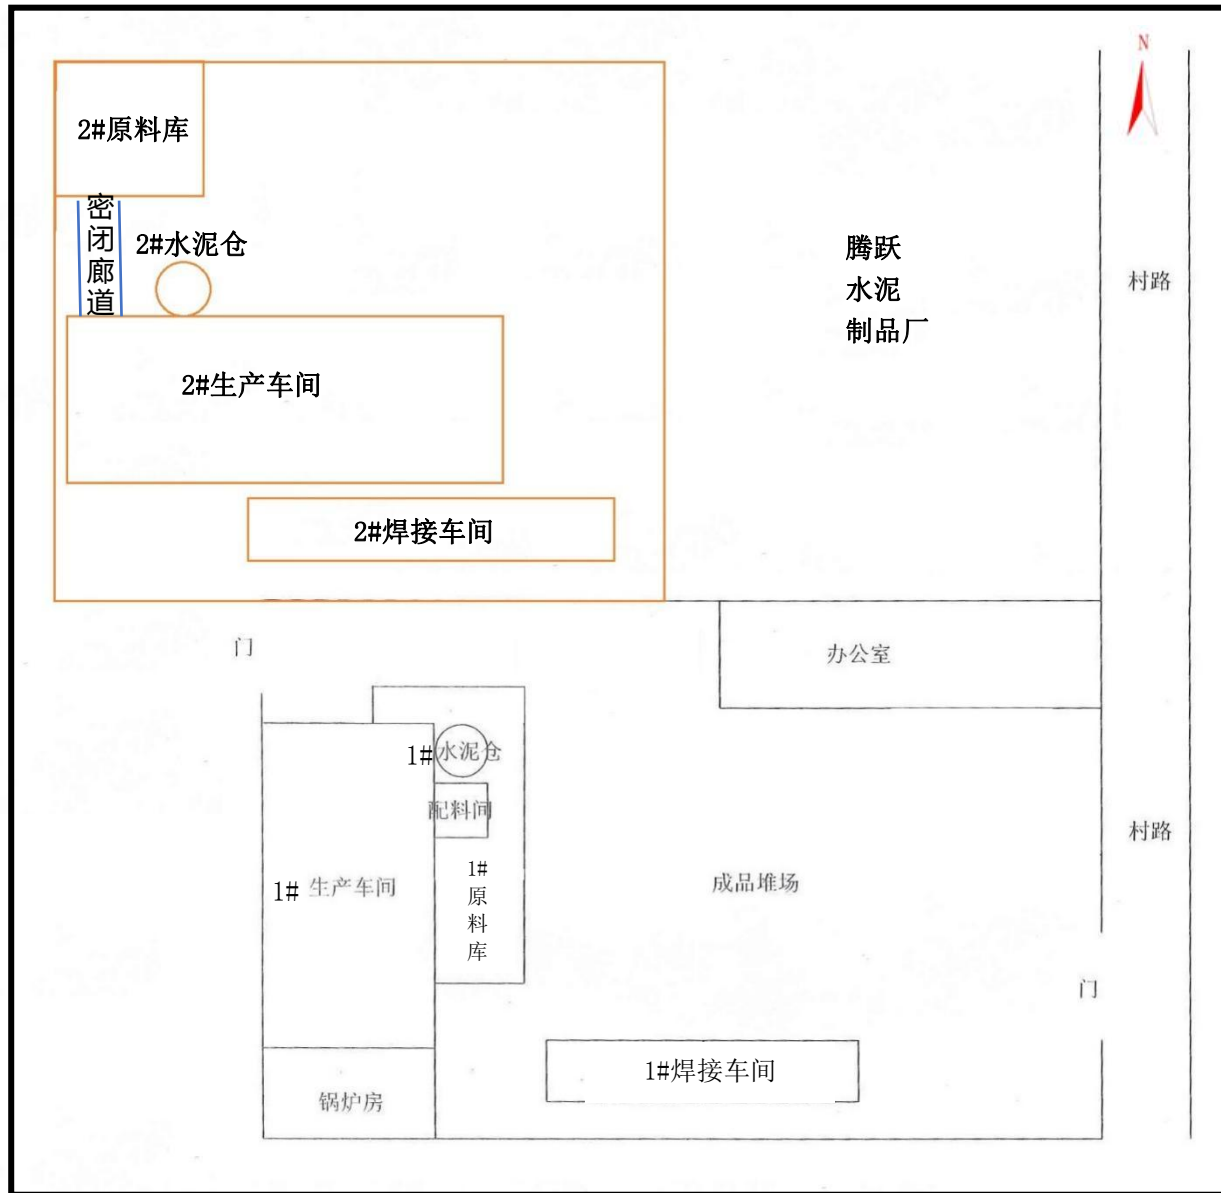 N
2#原料库
密闭廊道
2#水泥仓
腾跃
水泥
制品厂
村路
2#生产车间
2#焊接车间
门
办公室
1#水泥仓
配料间
村路
1#生产车间
1#
原
料
库
成品堆场
门
1#焊接车间
锅炉房